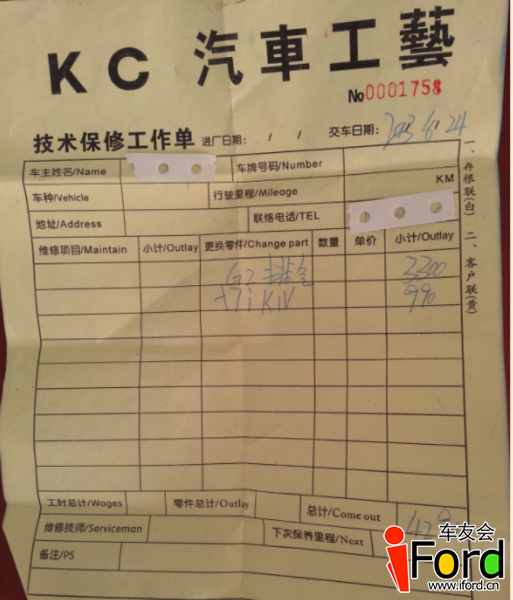 KC 汽車工藝
No 0001758
技术保修工作单 进厂日期: / / 交车日期:
车主姓名/Name 车牌号码/Number
车种/Vehicle 行驶里程/Mileage KM
地址/Address 联络电话/TEL
维修项目/Maintain 小计/Outlay 更换零件/Change part 数量 单价 小计/Outlay
排气 2300
990
工时总计/Wages 零件总计/Outlay 总计/Come out
维修技师/Serviceman 下次保养里程/Next
备注/PS
一、存根联(白) 二、客户联(黄)
车友会
iFord
www.iford.cn